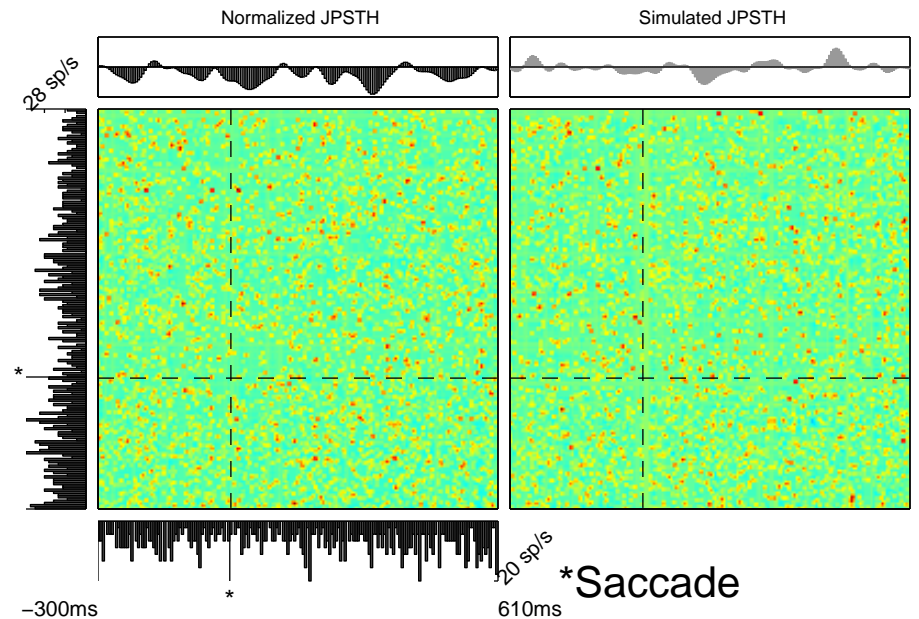 Normalized JPSTH
Simulated JPSTH
28 sp/s
*
20 sp/s
*Saccade
*
−300ms
610ms